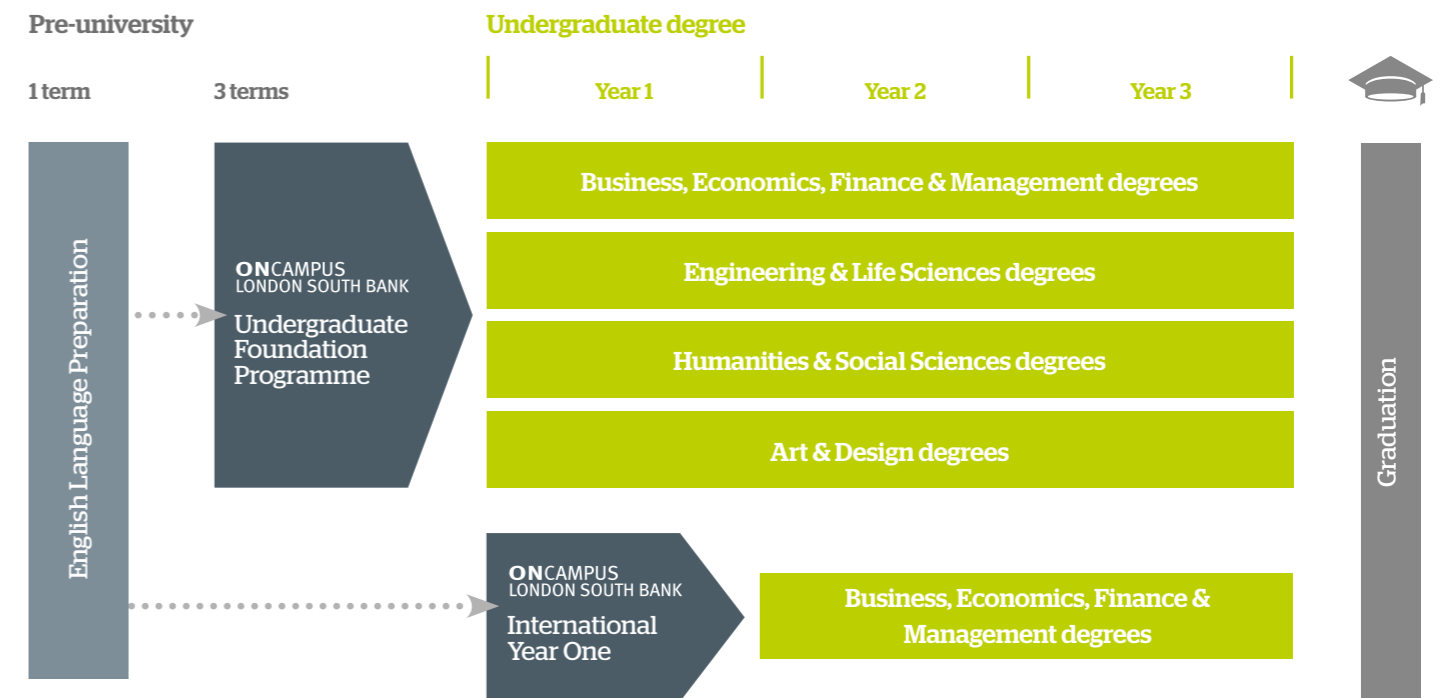 Pre-university
Undergraduate degree
1 term
3 terms
Year 1
Year 2
Year 3
English Language Preparation
ONCAMPUS
LONDON SOUTH BANK
Undergraduate
Foundation
Programme
Business, Economics, Finance & Management degrees
Engineering & Life Sciences degrees
Humanities & Social Sciences degrees
Art & Design degrees
ONCAMPUS
LONDON SOUTH BANK
International
Year One
Business, Economics, Finance &
Management degrees
Graduation